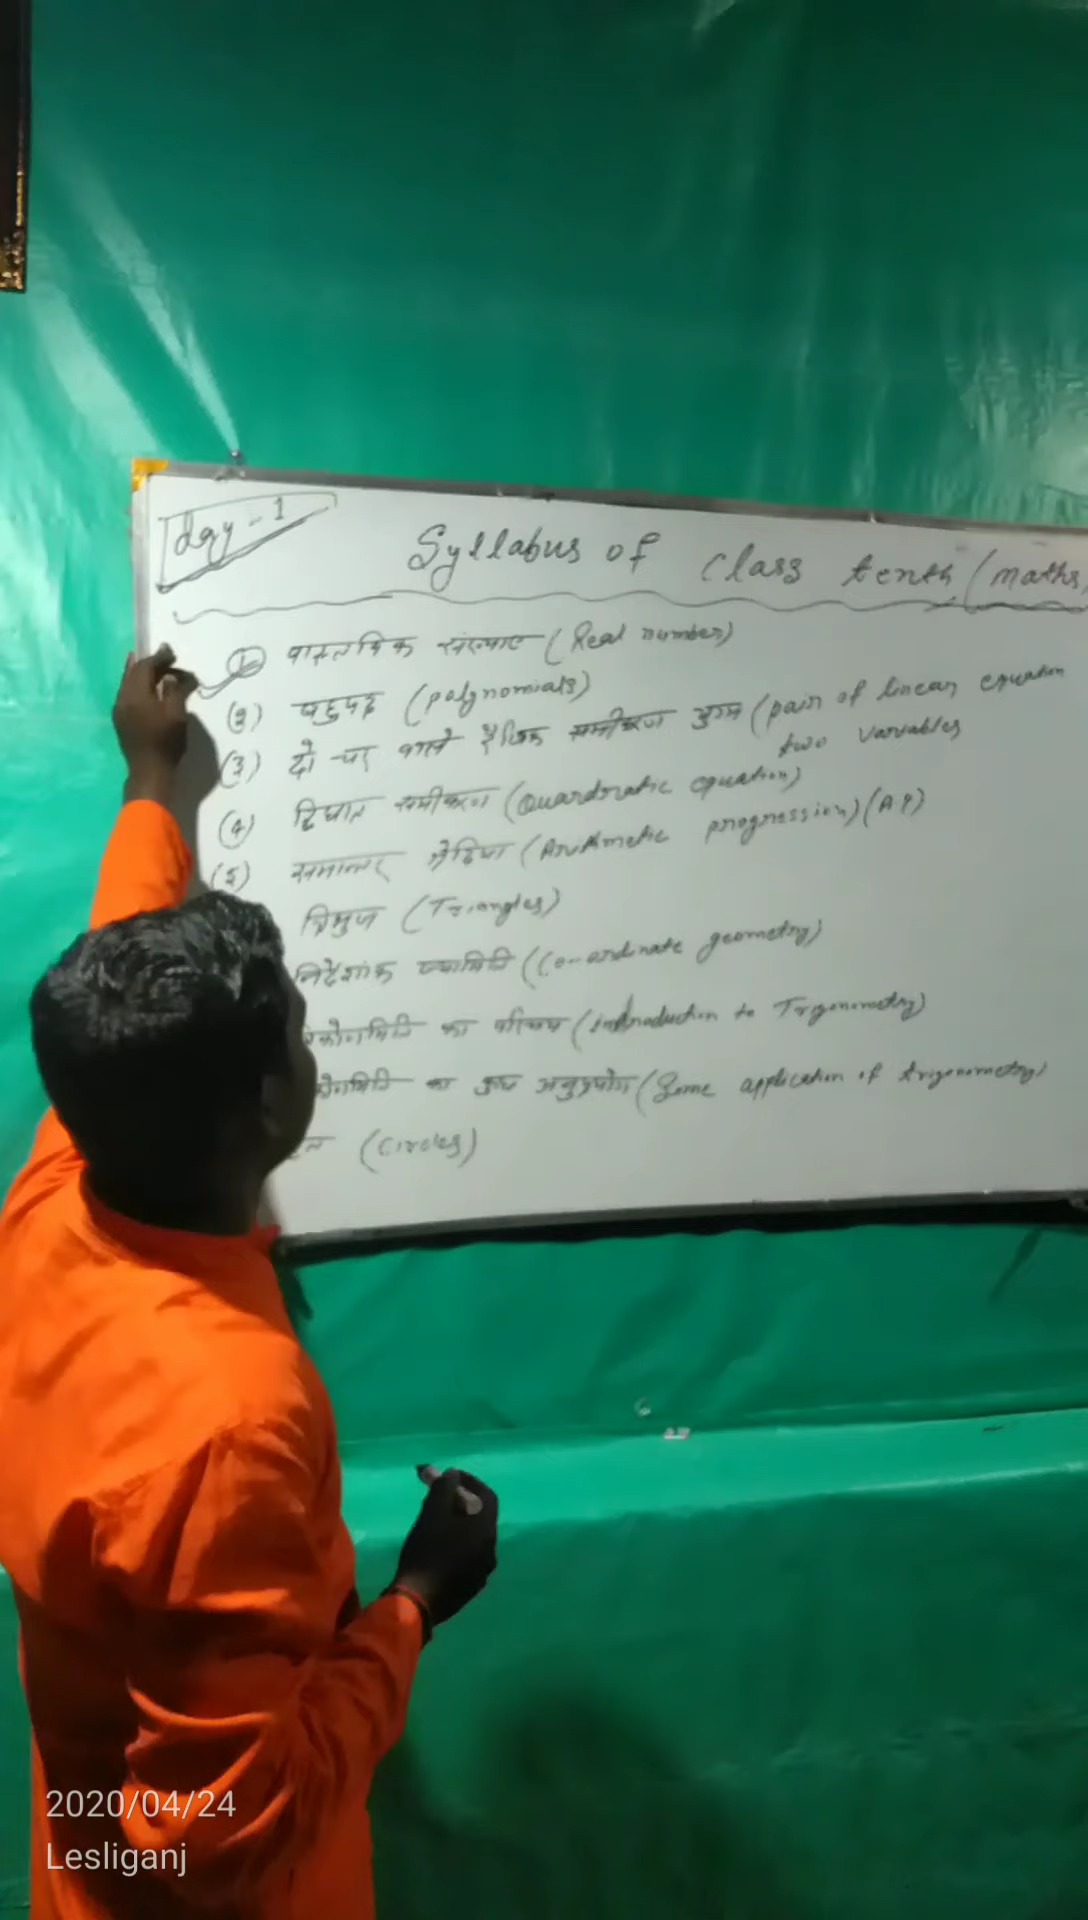 day - 1
Syllabus of class tenth (maths)
(1) वास्तविक संख्याए (Real number)
(2) बहुपद (polynomials)
(3) दो चर वाले रैखिक समीकरण युग्म (pair of linear equation
two variables
(4) द्विघात समीकरण (Quardratic equation)
(5) समान्तर श्रेढिया (Arithmetic progression) (A P)
त्रिभुज (Triangles)
निर्देशांक ज्यामिति (Co-ordinate geometry)
का परिचय (introduction to Trigonometry)
का कुछ अनुप्रयोग (Some application of trigonometry)
(Circles)
2020/04/24
Lesliganj